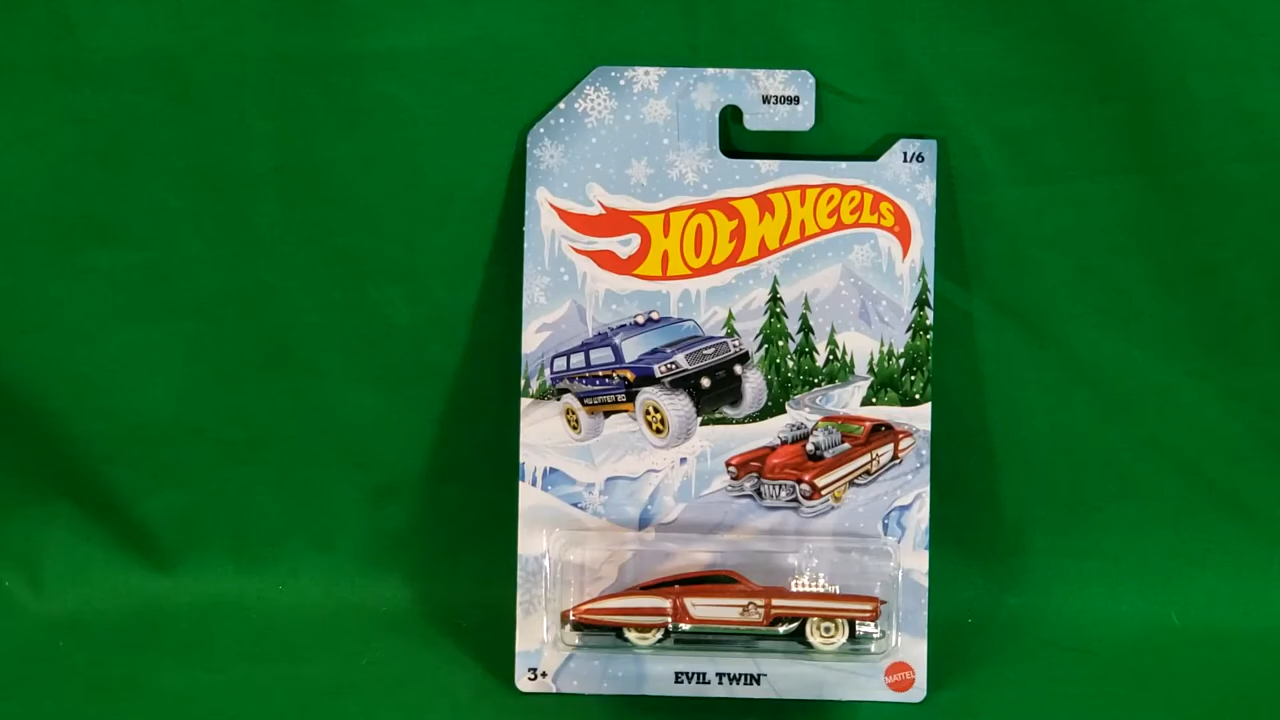 W3099
1/6
HOT WHEELS®
HW WINTER 20
3+
EVIL TWIN™
MATTEL